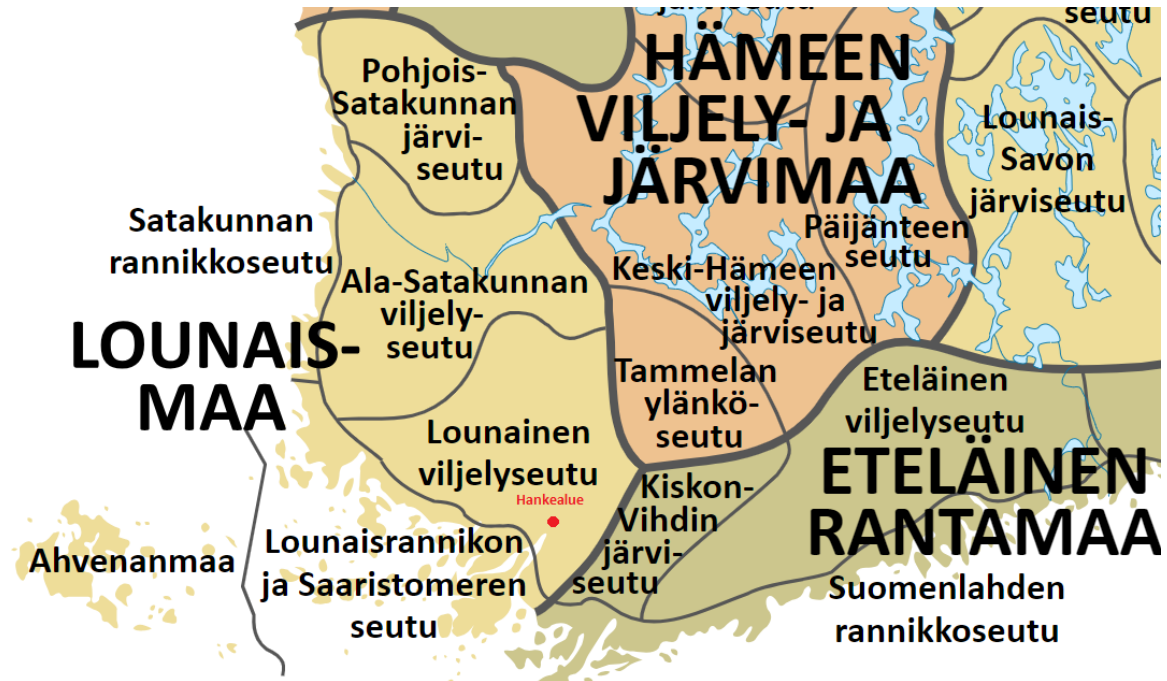 järviseutu
seutu
HÄMEEN
VILJELY- JA
JÄRVIMAA
Pohjois-
Satakunnan
järvi-
seutu
Lounais-
Savon
järviseutu
Satakunnan
rannikkoseutu
Päijänteen
seutu
Ala-Satakunnan
viljely-
seutu
Keski-Hämeen
viljely- ja
järviseutu
LOUNAIS-
MAA
Tammelan
ylänkö-
seutu
Eteläinen
viljelyseutu
Lounainen
viljelyseutu
Hankealue
ETELÄINEN
RANTAMAA
Kiskon-
Vihdin
järvi-
seutu
Ahvenanmaa
Lounaisrannikon
ja Saaristomeren
seutu
Suomenlahden
rannikkoseutu